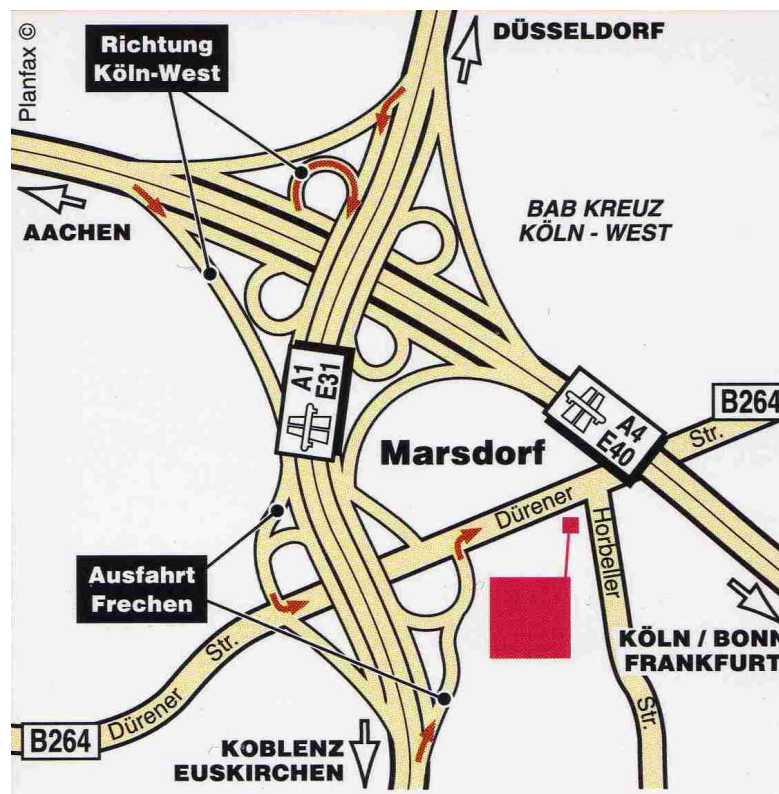 Planfax ©
Richtung
Köln-West
DÜSSELDORF
AACHEN
BAB KREUZ
KÖLN - WEST
A1
E31
A4
E40
B264
Str.
Marsdorf
Dürener
Horbeller
Ausfahrt
Frechen
KÖLN / BONN
FRANKFURT
Str.
Dürener
Str.
B264
KOBLENZ
EUSKIRCHEN